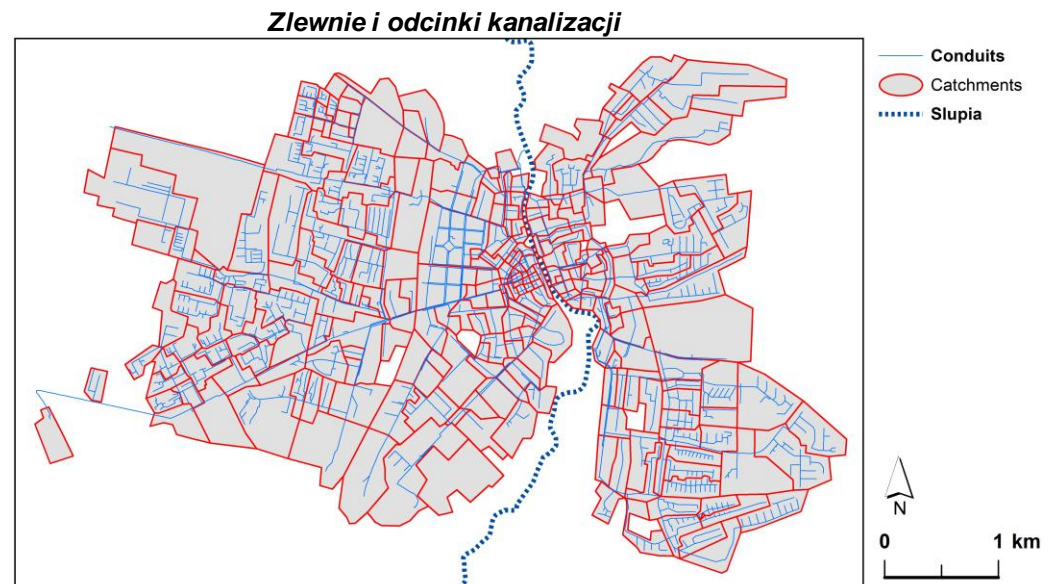 Zlewnie i odcinki kanalizacji
Conduits
Catchments
Slupia
N
0 1 km